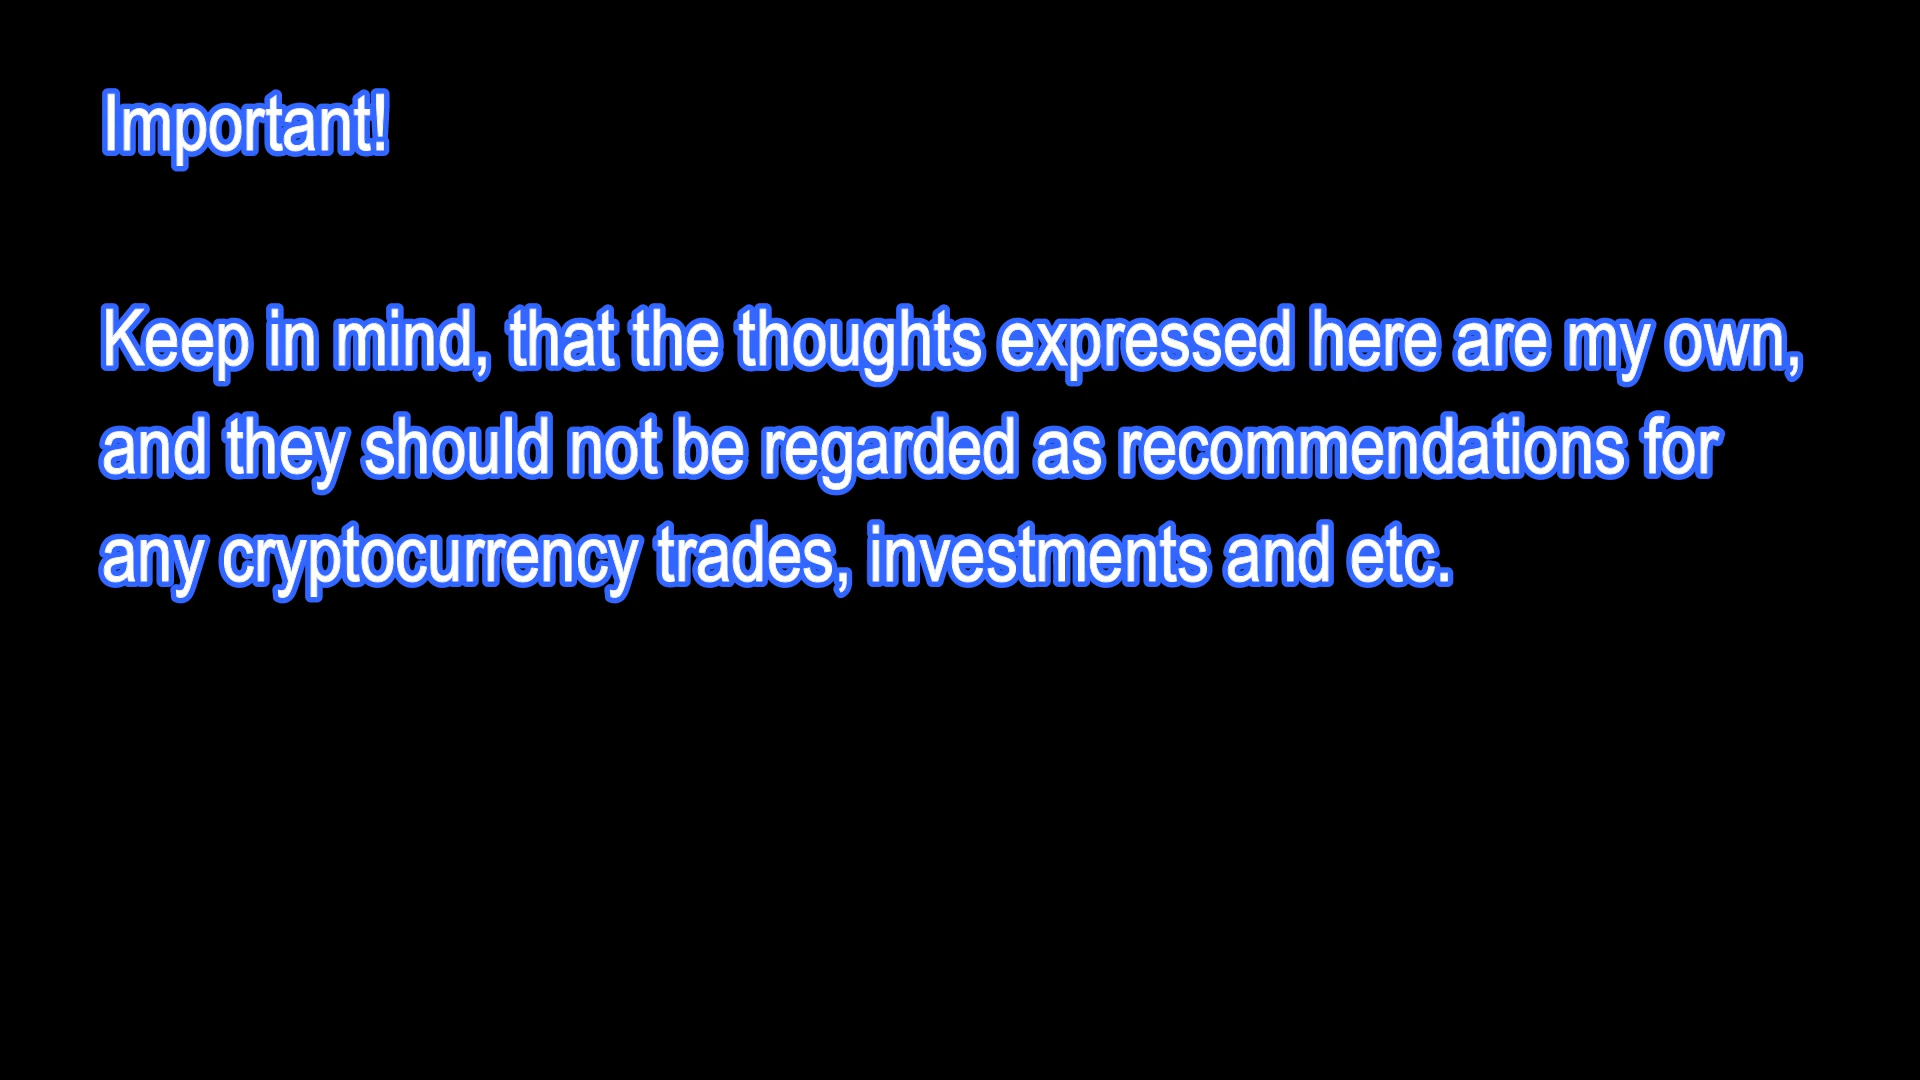 Important!
Keep in mind, that the thoughts expressed here are my own,
and they should not be regarded as recommendations for
any cryptocurrency trades, investments and etc.